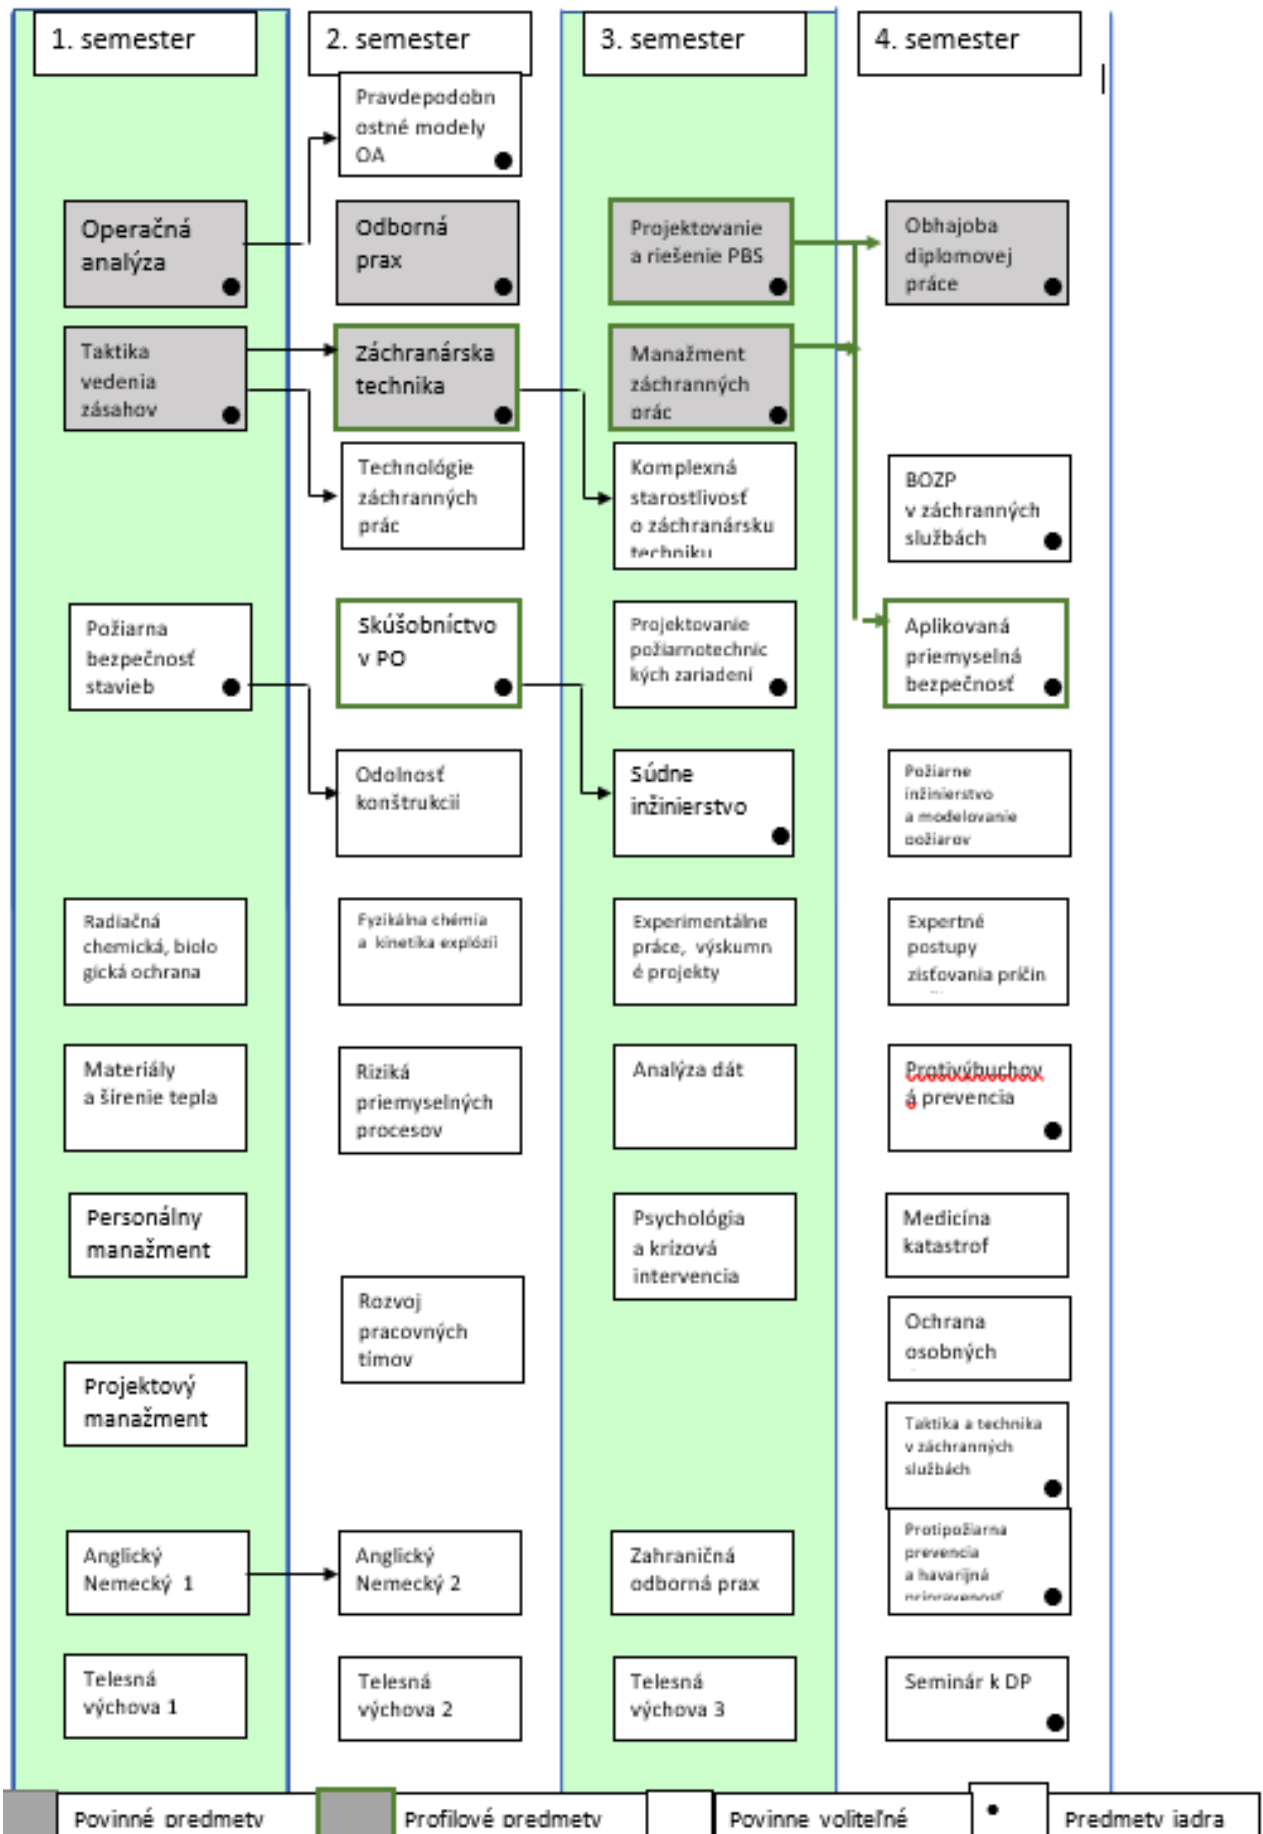 1. semester
Operačná
analýza
Taktika
vedenia
zásahov
Požiarna
bezpečnosť
stavieb
Radiačná
chemická, biolo
gická ochrana
Materiály
a šírenie tepla
Personálny
manažment
Projektový
manažment
Anglický
Nemecký 1
Telesná
výchova 1
2. semester
Pravdepodobn
ostné modely
OA
Odborná
prax
Záchranárska
technika
Technológie
záchranných
prác
Skúšobníctvo
v PO
Odolnosť
konštrukcií
Fyzikálna chémia
a kinetika explózií
Riziká
priemyselných
procesov
Rozvoj
pracovných
tímov
Anglický
Nemecký 2
Telesná
výchova 2
3. semester
Projektovanie
a riešenie PBS
Manažment
záchranných
prác
Komplexná
starostlivosť
o záchranársku
techniku
Projektovanie
požiarnotechnic
kých zariadení
Súdne
inžinierstvo
Experimentálne
práce, výskumn
é projekty
Analýza dát
Psychológia
a krízová
intervencia
Zahraničná
odborná prax
Telesná
výchova 3
4. semester
Obhajoba
diplomovej
práce
BOZP
v záchranných
službách
Aplikovaná
priemyselná
bezpečnosť
Požiarne
inžinierstvo
a modelovanie
požiarov
Expertné
postupy
zisťovania príčin
Protivýbuchov
á prevencia
Medicína
katastrof
Ochrana
osobných
Taktika a technika
v záchranných
službách
Protipožiarna
prevencia
a havarijná
pripravenosť
Seminár k DP
Povinné predmety
Profilové predmety
Povinne voliteľné
Predmety jadra